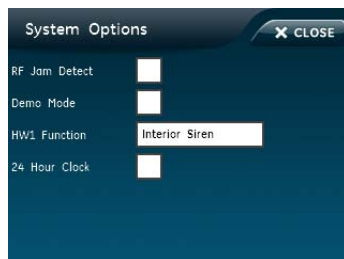 System Options
X CLOSE
RF Jam Detect
Demo Mode
HW1 Function Interior Siren
24 Hour Clock